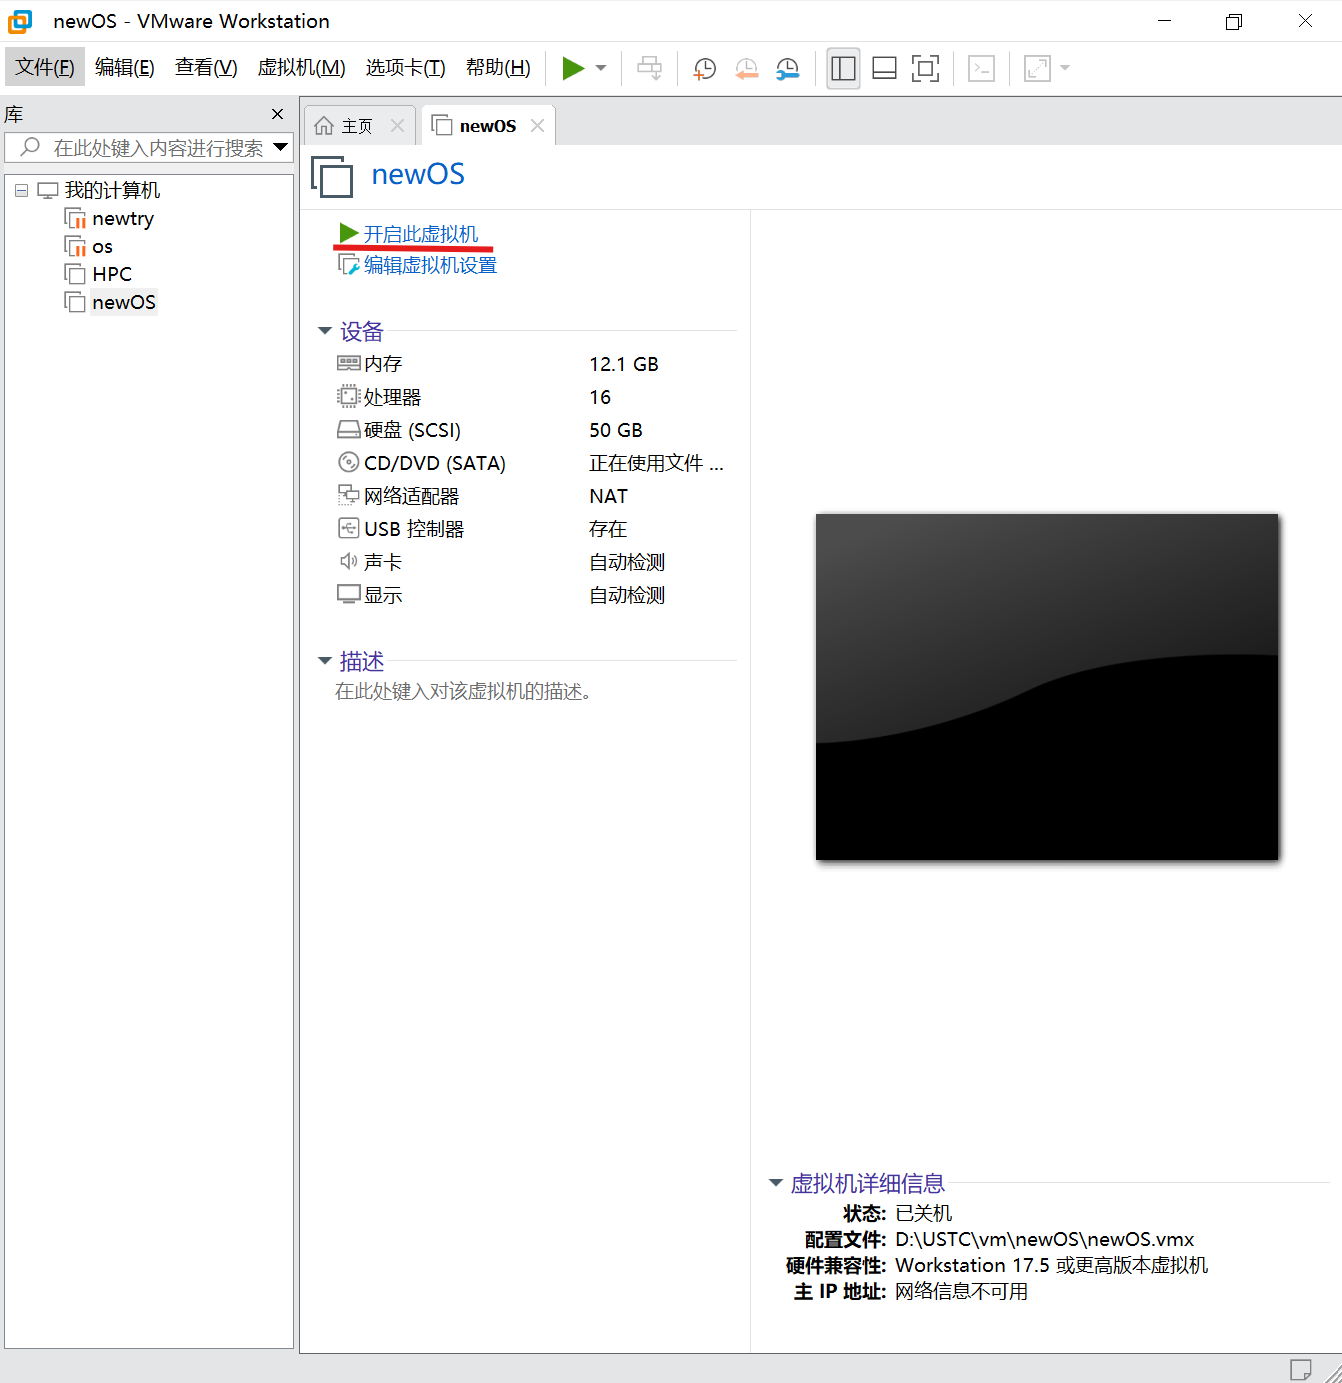 newOS - VMware Workstation
文件(F) 编辑(E) 查看(V) 虚拟机(M) 选项卡(T) 帮助(H)
库
在此处键入内容进行搜索
我的计算机
newtry
os
HPC
newOS
主页 newOS
newOS
开启此虚拟机
编辑虚拟机设置
设备
内存 12.1 GB
处理器 16
硬盘 (SCSI) 50 GB
CD/DVD (SATA) 正在使用文件 ...
网络适配器 NAT
USB 控制器 存在
声卡 自动检测
显示 自动检测
描述
在此处键入对该虚拟机的描述。
虚拟机详细信息
状态: 已关机
配置文件: D:\USTC\vm\newOS\newOS.vmx
硬件兼容性: Workstation 17.5 或更高版本虚拟机
主 IP 地址: 网络信息不可用